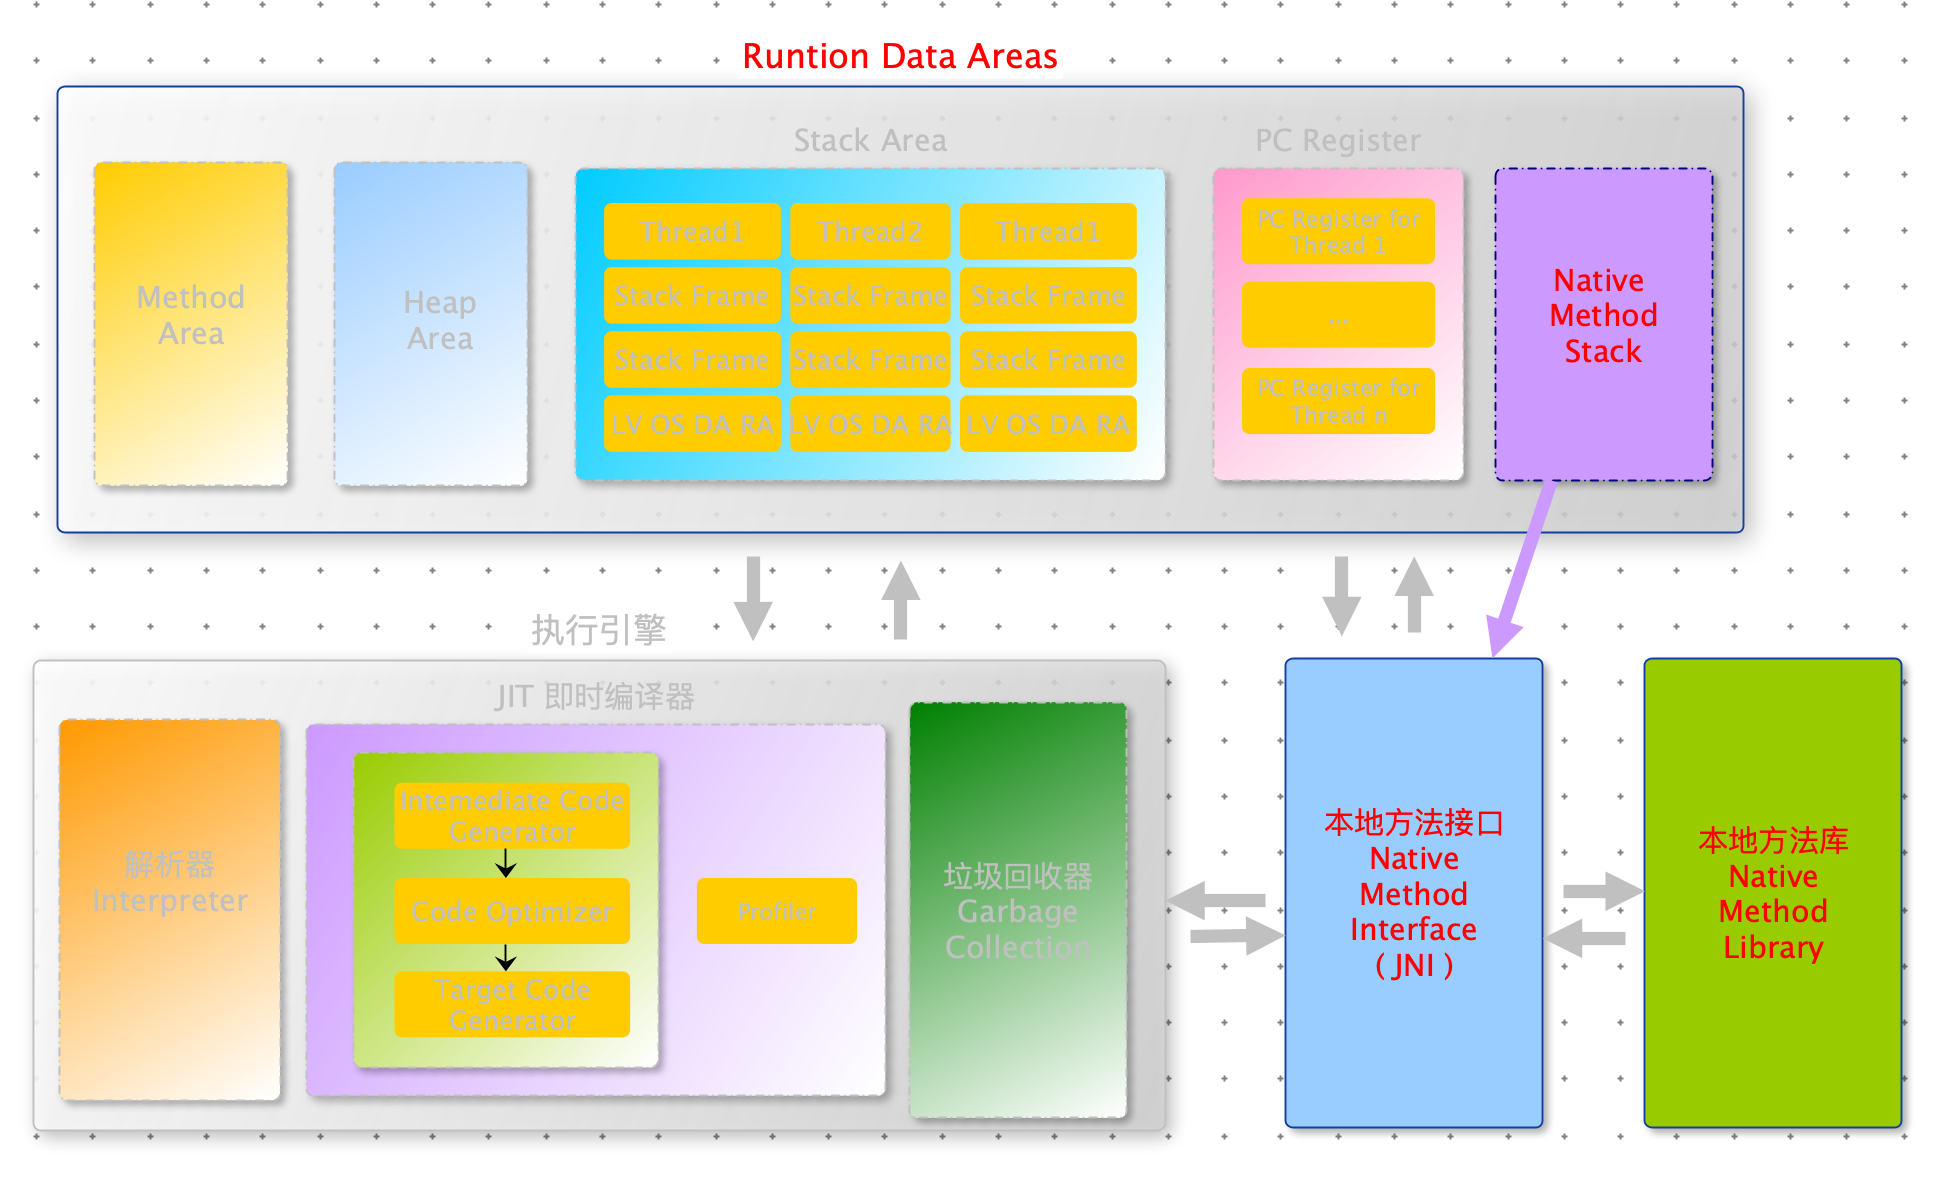 Runtion Data Areas
Stack Area
PC Register
Method
Area
Heap
Area
Thread1
Thread2
Thread1
Stack Frame
Stack Frame
Stack Frame
Stack Frame
Stack Frame
Stack Frame
LV OS DA RA
LV OS DA RA
LV OS DA RA
PC Register for
Thread 1
...
PC Register for
Thread n
Native
Method
Stack
执行引擎
JIT 即时编译器
解析器
Interpreter
Intemediate Code
Generator
Code Optimizer
Target Code
Generator
Profiler
垃圾回收器
Garbage
Collection
本地方法接口
Native
Method
Interface
（JNI）
本地方法库
Native
Method
Library